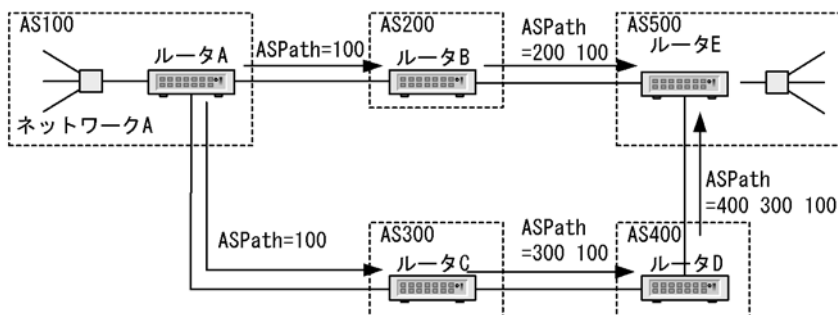 AS100
ルータA
ネットワークA
ASPath=100
AS200
ルータB
ASPath
=200 100
AS500
ルータE
ASPath=100
AS300
ルータC
ASPath
=300 100
AS400
ルータD
ASPath
=400 300 100